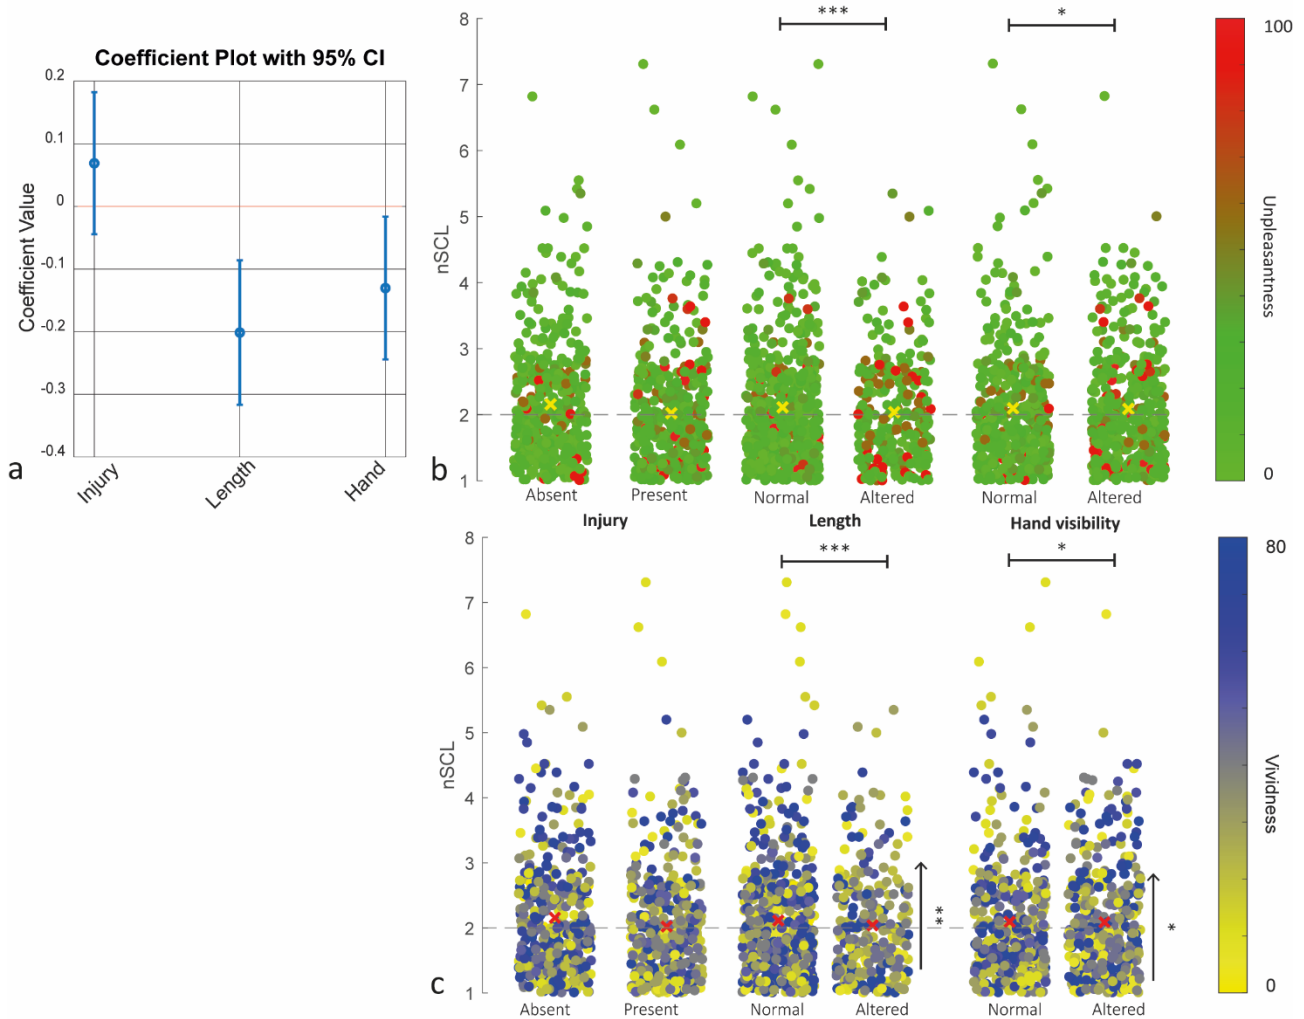 Coefficient Plot with 95% CI
Coefficient Value
0.2
0.1
0
-0.1
-0.2
-0.3
-0.4
Injury
Length
Hand
a
nSCL
8
7
6
5
4
3
2
1
***
*
Absent
Present
Normal
Altered
Normal
Altered
b
100
Unpleasantness
0
Injury
Length
Hand visibility
nSCL
8
7
6
5
4
3
2
1
***
*
**
*
Absent
Present
Normal
Altered
Normal
Altered
c
80
Vividness
0